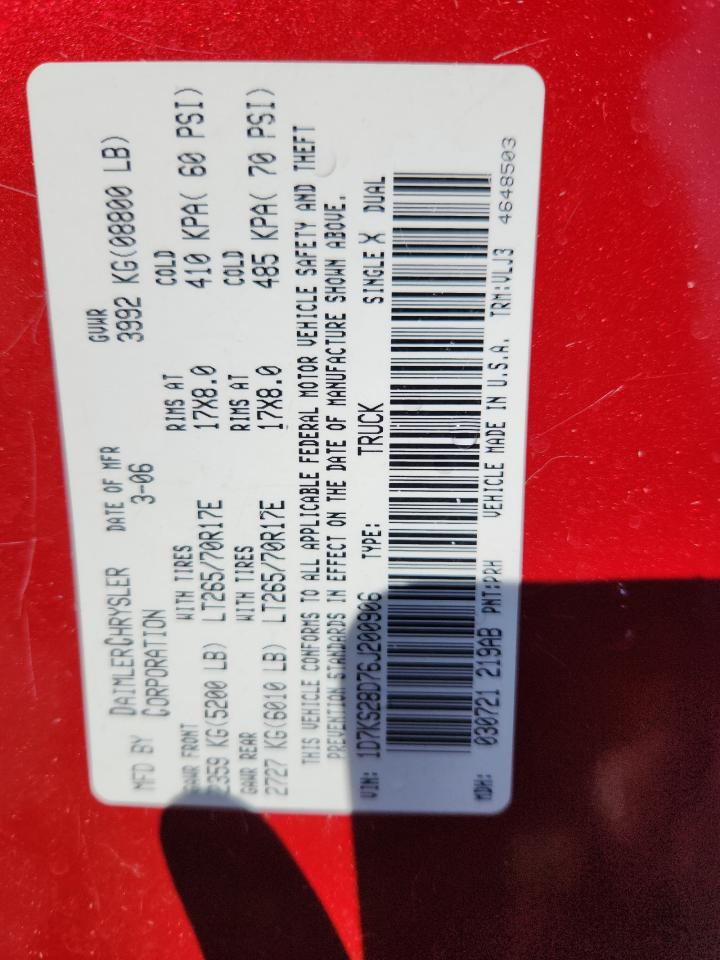 MFD BY DAIMLERCHRYSLER CORPORATION DATE OF MFR 3-06 GVWR 3992 KG(08800 LB)
GAWR FRONT WITH TIRES RIMS AT COLD
2359 KG(5200 LB) LT265/70R17E 17X8.0 410 KPA( 60 PSI)
GAWR REAR WITH TIRES RIMS AT COLD
2727 KG(6010 LB) LT265/70R17E 17X8.0 485 KPA( 70 PSI)
THIS VEHICLE CONFORMS TO ALL APPLICABLE FEDERAL MOTOR VEHICLE SAFETY AND THEFT
PREVENTION STANDARDS IN EFFECT ON THE DATE OF MANUFACTURE SHOWN ABOVE.
VIN: 1D7KS28D76J200906 TYPE: TRUCK SINGLE X DUAL
MDH: 030721 219AB PNT:PRH VEHICLE MADE IN U.S.A. TRM:VLJ3 4648503